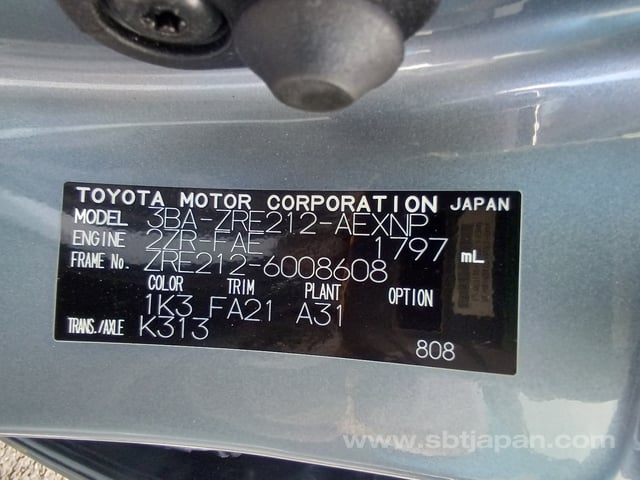 TOYOTA MOTOR CORPORATION JAPAN
MODEL 3BA-ZRE212-AEXNP
ENGINE 2ZR-FAE 1797 mL
FRAME No. ZRE212-6008608
COLOR TRIM PLANT OPTION
1K3 FA21 A31
TRANS./AXLE K313
808
www.sbtjapan.com